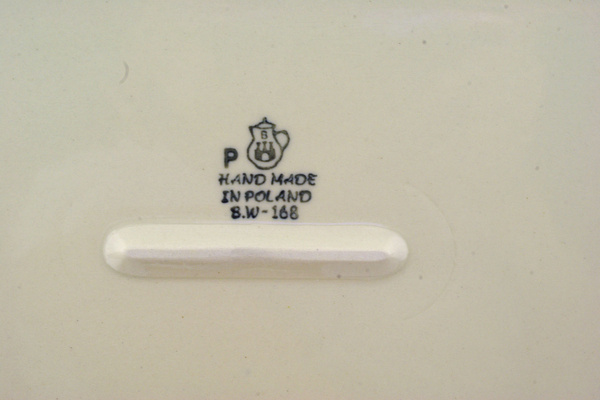 B
P
HAND MADE
IN POLAND
B.W-168